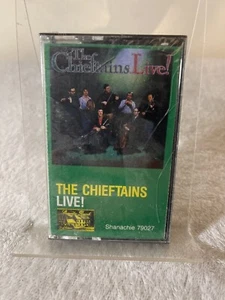 The
Chieftains Live!
THE CHIEFTAINS
LIVE!
Shanachie 79027